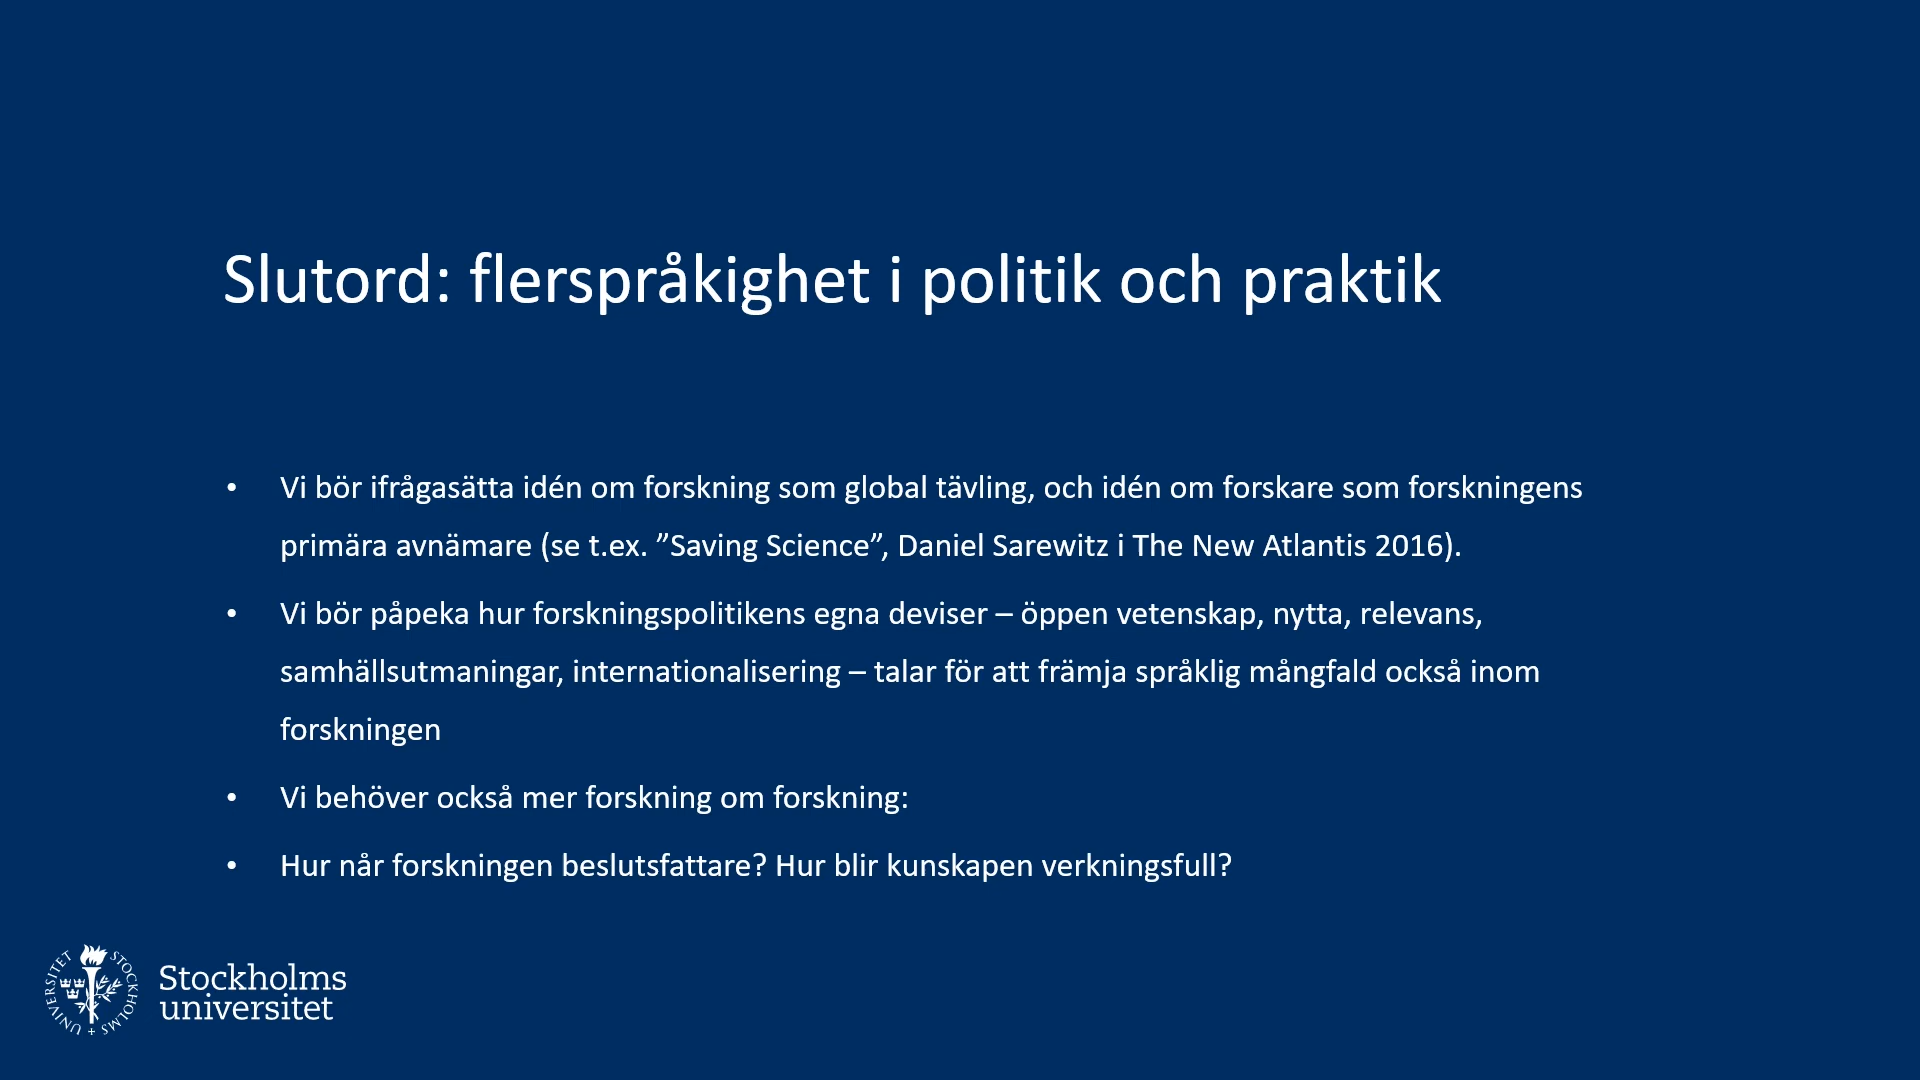 Slutord: flerspråkighet i politik och praktik
• Vi bör ifrågasätta idén om forskning som global tävling, och idén om forskare som forskningens
primära avnämare (se t.ex. ”Saving Science”, Daniel Sarewitz i The New Atlantis 2016).
• Vi bör påpeka hur forskningspolitikens egna deviser – öppen vetenskap, nytta, relevans,
samhällsutmaningar, internationalisering – talar för att främja språklig mångfald också inom
forskningen
• Vi behöver också mer forskning om forskning:
• Hur når forskningen beslutsfattare? Hur blir kunskapen verkningsfull?
STOCKHOLMS + UNIVERSITET
Stockholms
universitet